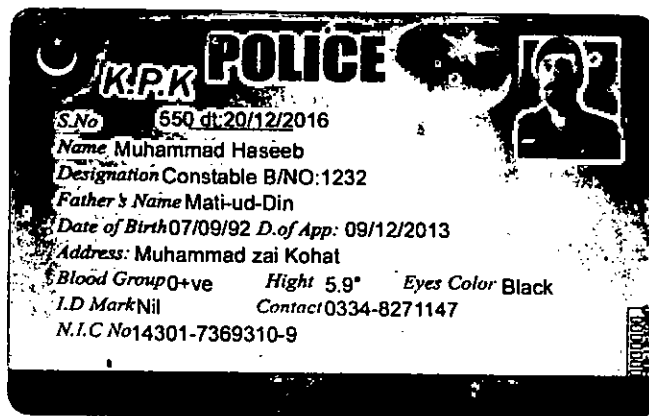 K.P.K POLICE
S.No 550 dt:20/12/2016
Name Muhammad Haseeb
Designation Constable B/NO:1232
Father's Name Mati-ud-Din
Date of Birth 07/09/92 D.of App: 09/12/2013
Address: Muhammad zai Kohat
Blood Group 0+ve Hight 5.9" Eyes Color Black
I.D Mark Nil Contact 0334-8271147
N.I.C No 14301-7369310-9